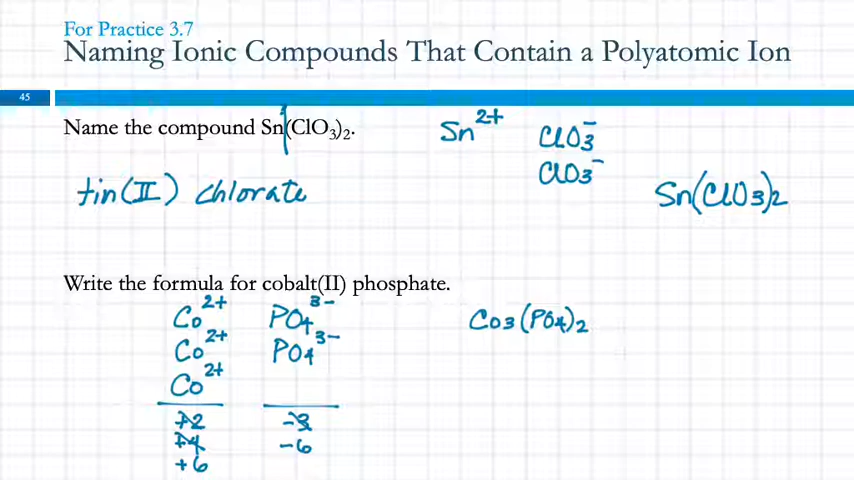 For Practice 3.7
Naming Ionic Compounds That Contain a Polyatomic Ion
45
Name the compound Sn(ClO₃)₂.
Sn²⁺ ClO₃⁻
ClO₃⁻
tin(II) chlorate
Sn(ClO₃)₂
Write the formula for cobalt(II) phosphate.
Co²⁺ PO₄³⁻
Co₃(PO₄)₂
Co²⁺ PO₄³⁻
Co²⁺
+2 -3
+4 -6
+6